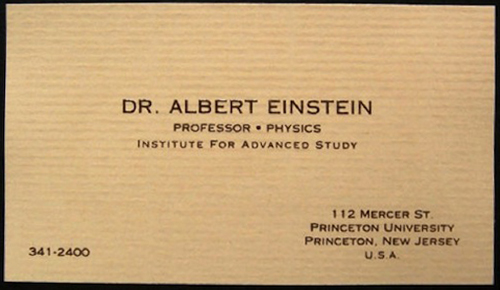 DR. ALBERT EINSTEIN
PROFESSOR • PHYSICS
INSTITUTE FOR ADVANCED STUDY
112 MERCER ST.
PRINCETON UNIVERSITY
PRINCETON, NEW JERSEY
U.S.A.
341-2400